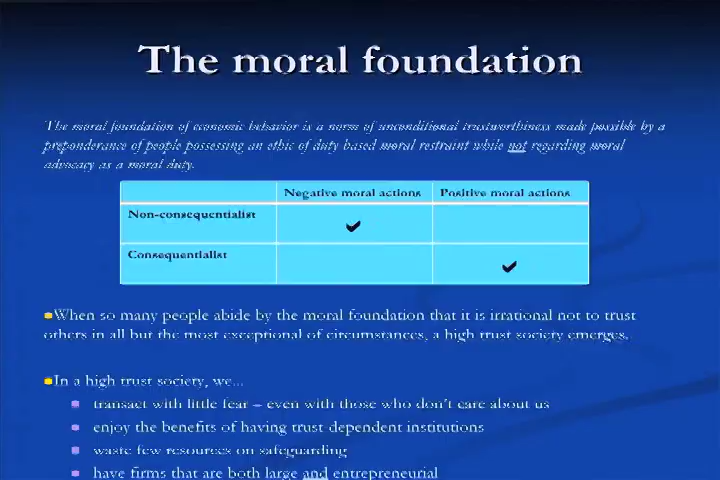 The moral foundation
The moral foundation of economic behavior is a norm of unconditional trustworthiness made possible by a
preponderance of people possessing an ethic of duty based moral restraint while not regarding moral
advocacy as a moral duty.
Negative moral actions Positive moral actions
Non-consequentialist ✔
Consequentialist ✔
When so many people abide by the moral foundation that it is irrational not to trust
others in all but the most exceptional of circumstances, a high trust society emerges.
In a high trust society, we...
transact with little fear – even with those who don't care about us
enjoy the benefits of having trust-dependent institutions
waste few resources on safeguarding
have firms that are both large and entrepreneurial